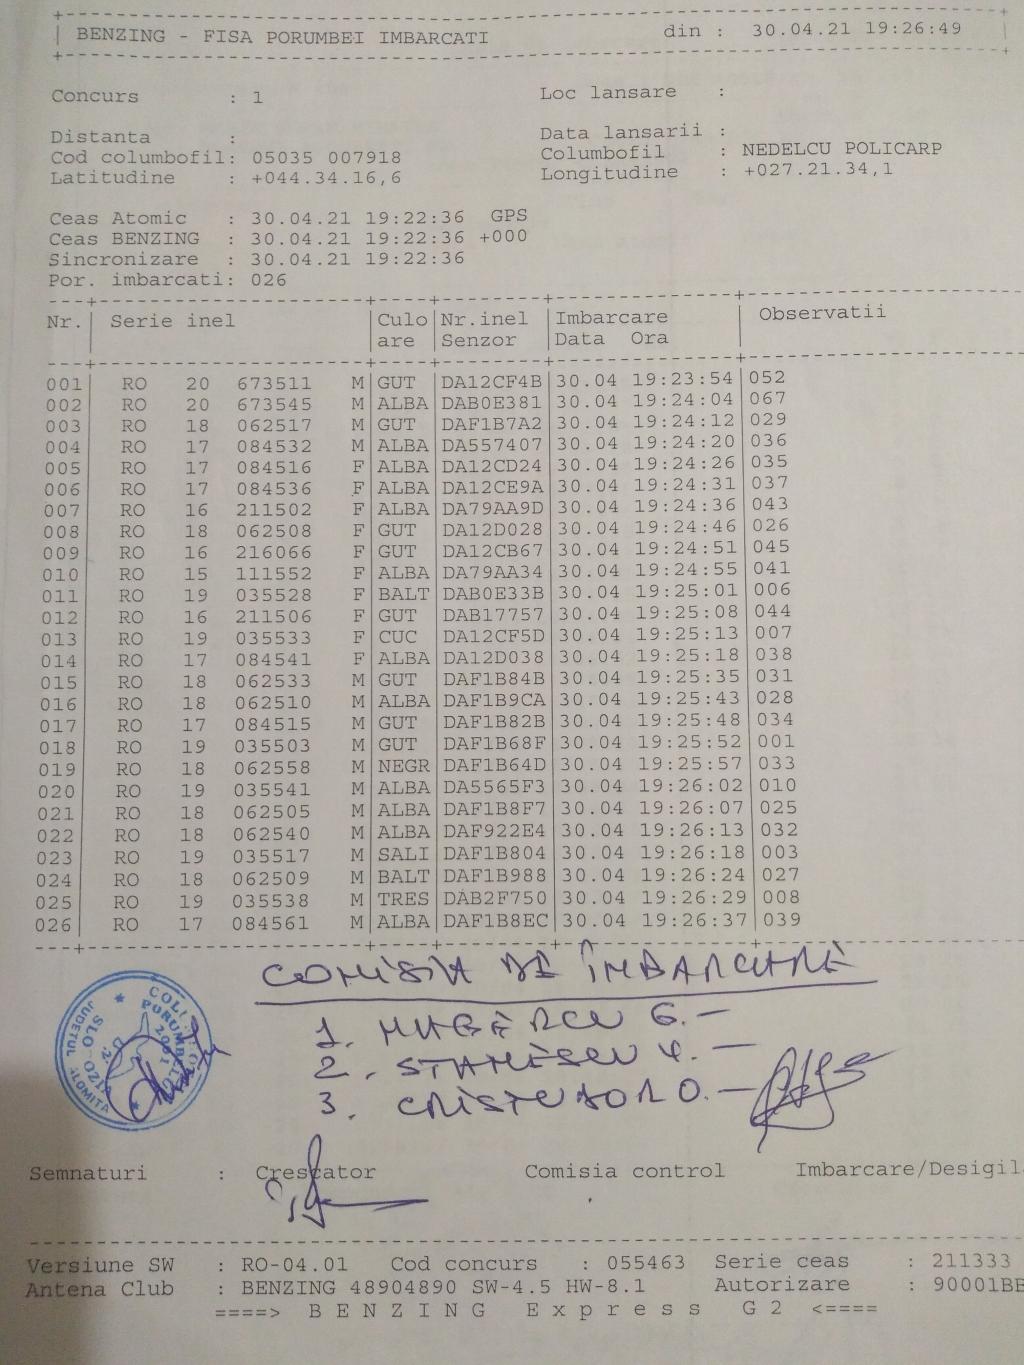 BENZING - FISA PORUMBEI IMBARCATI din : 30.04.21 19:26:49
Concurs : 1 Loc lansare :
Distanta : Data lansarii :
Cod columbofil: 05035 007918 Columbofil : NEDELCU POLICARP
Latitudine : +044.34.16,6 Longitudine : +027.21.34,1
Ceas Atomic : 30.04.21 19:22:36 GPS
Ceas BENZING : 30.04.21 19:22:36 +000
Sincronizare : 30.04.21 19:22:36
Por. imbarcati: 026
Nr. Serie inel Culo Nr.inel Imbarcare Observatii
are Senzor Data Ora
001 RO 20 673511 M GUT DA12CF4B 30.04 19:23:54 052
002 RO 20 673545 M ALBA DAB0E381 30.04 19:24:04 067
003 RO 18 062517 M GUT DAF1B7A2 30.04 19:24:12 029
004 RO 17 084532 M ALBA DA557407 30.04 19:24:20 036
005 RO 17 084516 F ALBA DA12CD24 30.04 19:24:26 035
006 RO 17 084536 F ALBA DA12CE9A 30.04 19:24:31 037
007 RO 16 211502 F ALBA DA79AA9D 30.04 19:24:36 043
008 RO 18 062508 F GUT DA12D028 30.04 19:24:46 026
009 RO 16 216066 F GUT DA12CB67 30.04 19:24:51 045
010 RO 15 111552 F ALBA DA79AA34 30.04 19:24:55 041
011 RO 19 035528 F BALT DAB0E33B 30.04 19:25:01 006
012 RO 16 211506 F GUT DAB17757 30.04 19:25:08 044
013 RO 19 035533 F CUC DA12CF5D 30.04 19:25:13 007
014 RO 17 084541 F ALBA DA12D038 30.04 19:25:18 038
015 RO 18 062533 M GUT DAF1B84B 30.04 19:25:35 031
016 RO 18 062510 M ALBA DAF1B9CA 30.04 19:25:43 028
017 RO 17 084515 M GUT DAF1B82B 30.04 19:25:48 034
018 RO 19 035503 M GUT DAF1B68F 30.04 19:25:52 001
019 RO 18 062558 M NEGR DAF1B64D 30.04 19:25:57 033
020 RO 19 035541 M ALBA DA5565F3 30.04 19:26:02 010
021 RO 18 062505 M ALBA DAF1B8F7 30.04 19:26:07 025
022 RO 18 062540 M ALBA DAF922E4 30.04 19:26:13 032
023 RO 19 035517 M SALI DAF1B804 30.04 19:26:18 003
024 RO 18 062509 M BALT DAF1B988 30.04 19:26:24 027
025 RO 19 035538 M TRES DAB2F750 30.04 19:26:29 008
026 RO 17 084561 M ALBA DAF1B8EC 30.04 19:26:37 039
COMISIA DE ÎMBARCARE
1. G.-
2. STANESCU -
3. CRISTUDOR O.-
JUDETUL IALOMITA
Semnaturi : Crescator Comisia control Imbarcare/Desigil
Versiune SW : RO-04.01 Cod concurs : 055463 Serie ceas : 211333
Antena Club : BENZING 48904890 SW-4.5 HW-8.1 Autorizare : 90001BE
====> BENZING Express G2 <====